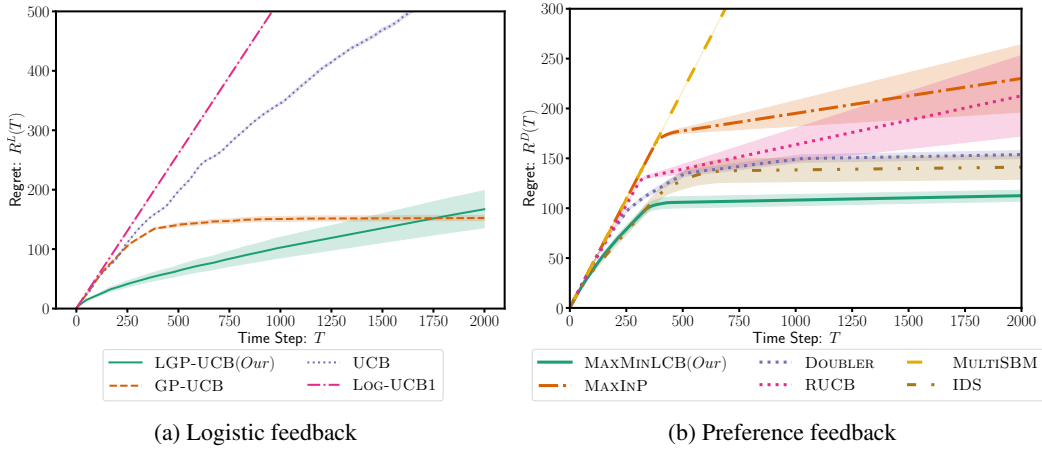 500
400
300
200
100
0
Regret: R^L(T)
0 250 500 750 1000 1250 1500 1750 2000
Time Step: T
LGP-UCB(Our) UCB
GP-UCB LOG-UCB1
(a) Logistic feedback
300
250
200
150
100
50
0
Regret: R^D(T)
0 250 500 750 1000 1250 1500 1750 2000
Time Step: T
MAXMINLCB(Our) DOUBLER MULTISBM
MAXINP RUCB IDS
(b) Preference feedback